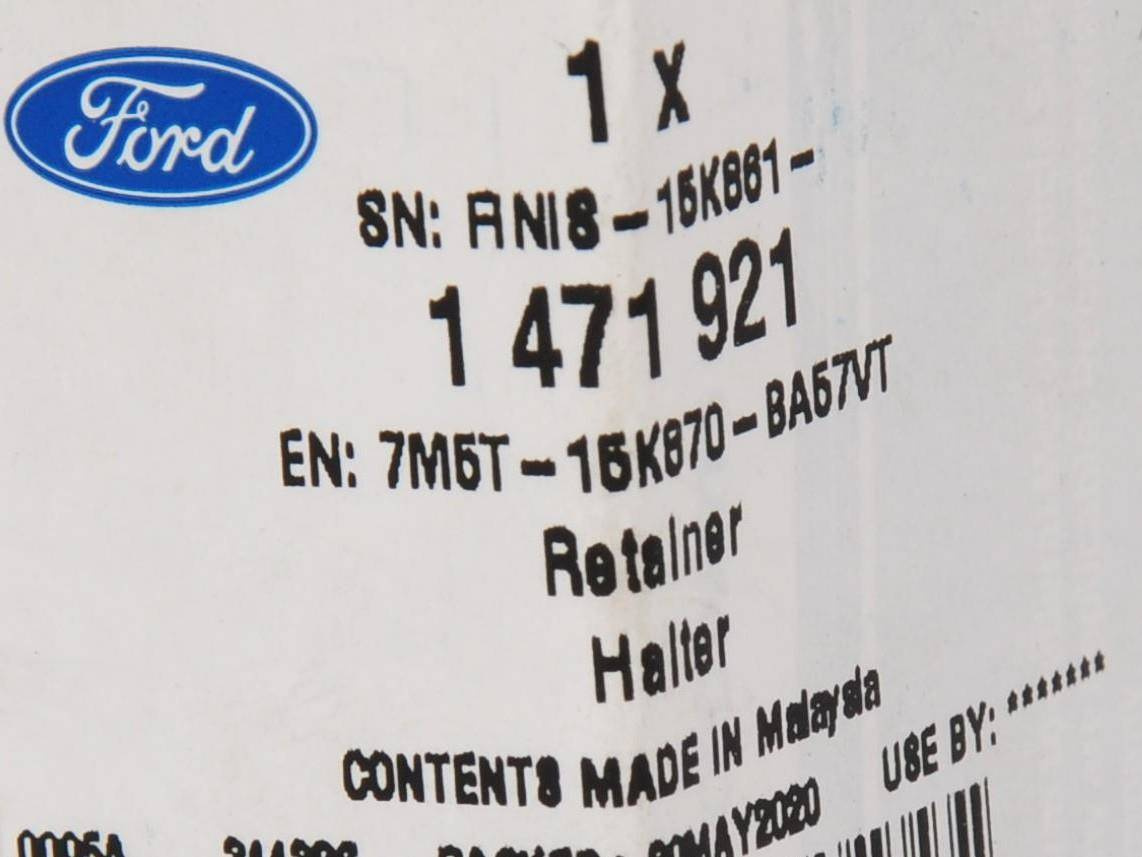 Ford
1 X
SN: ANIS-15K861-
1 471 921
EN: 7M5T-15K870-BA57VT
Retainer
Halter
CONTENTS MADE IN Malaysia
USE BY: *******